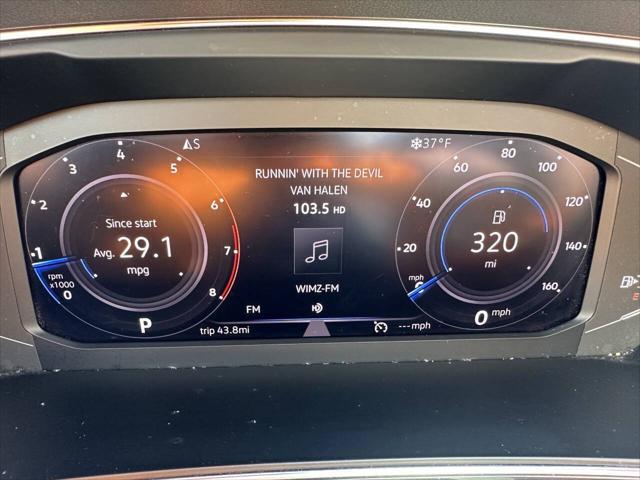 S
37°F
RUNNIN' WITH THE DEVIL
VAN HALEN
103.5 HD
WIMZ-FM
FM
trip 43.8mi
--- mph
Since start
Avg. 29.1
mpg
0
1
2
3
4
5
6
7
8
rpm
x1000
P
320
mi
mph
20
40
60
80
100
120
140
160
0 mph
E